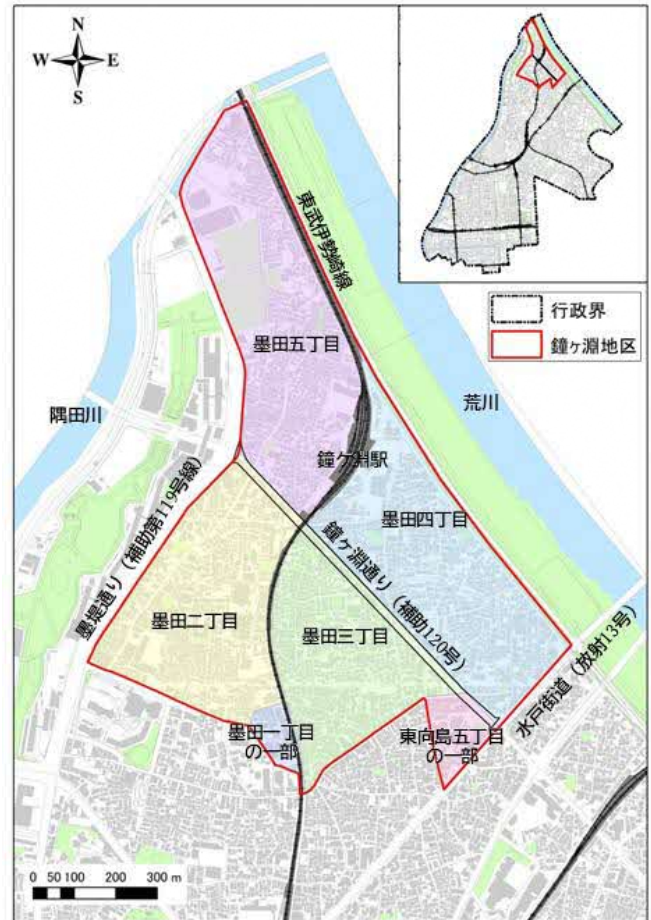 N
W E
S
東武伊勢崎線
行政界
鐘ヶ淵地区
墨田五丁目
荒川
隅田川
鐘ケ淵駅
墨田四丁目
鐘ヶ淵通り(補助120号)
墨堤通り(補助第119号線)
墨田二丁目
墨田三丁目
水戸街道(放射13号)
墨田一丁目
の一部
東向島五丁目
の一部
0 50 100 200 300 m